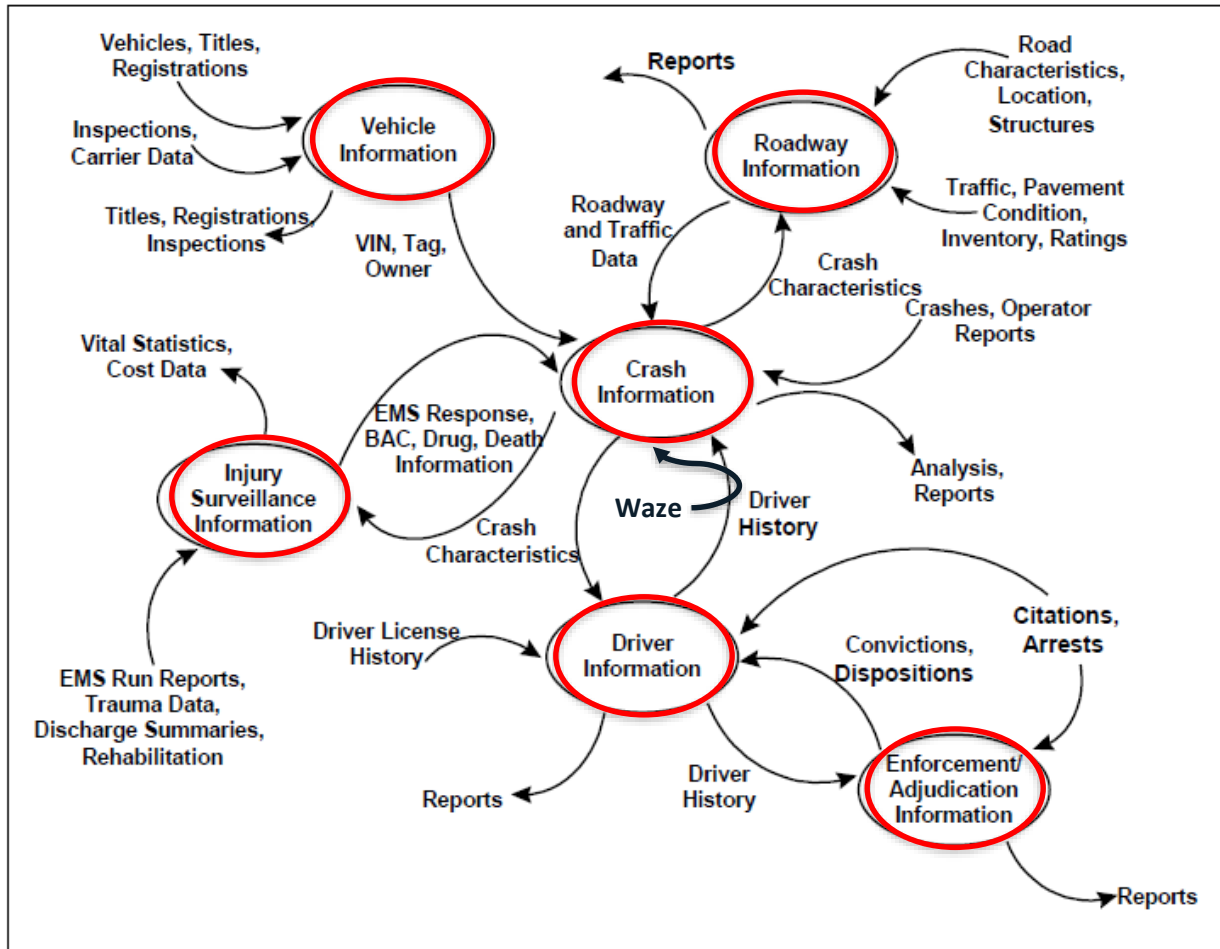 Vehicles, Titles,
Registrations
Inspections,
Carrier Data
Titles, Registrations,
Inspections
Vehicle
Information
VIN, Tag,
Owner
Reports
Road
Characteristics,
Location,
Structures
Roadway
Information
Traffic, Pavement
Condition,
Inventory, Ratings
Roadway
and Traffic
Data
Crash
Characteristics
Crashes, Operator
Reports
Crash
Information
Analysis,
Reports
Vital Statistics,
Cost Data
EMS Response,
BAC, Drug, Death
Information
Injury
Surveillance
Information
Crash
Characteristics
Waze
Driver
History
EMS Run Reports,
Trauma Data,
Discharge Summaries,
Rehabilitation
Driver License
History
Driver
Information
Convictions,
Dispositions
Citations,
Arrests
Reports
Driver
History
Enforcement/
Adjudication
Information
Reports